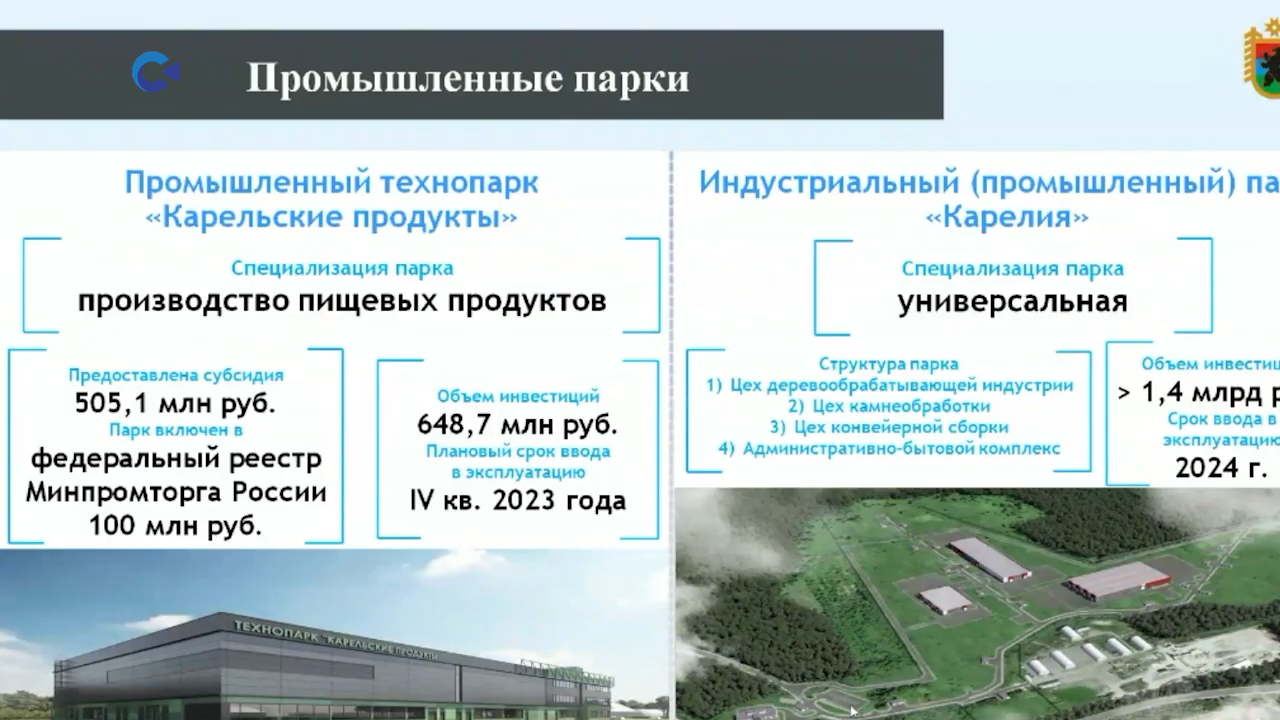 Промышленные парки
Промышленный технопарк
«Карельские продукты»
Специализация парка
производство пищевых продуктов
Предоставлена субсидия
505,1 млн руб.
Парк включен в
федеральный реестр
Минпромторга России
100 млн руб.
Объем инвестиций
648,7 млн руб.
Плановый срок ввода
в эксплуатацию
IV кв. 2023 года
ТЕХНОПАРК "КАРЕЛЬСКИЕ ПРОДУКТЫ"
Индустриальный (промышленный) па
«Карелия»
Специализация парка
универсальная
Структура парка
1) Цех деревообрабатывающей индустрии
2) Цех камнеобработки
3) Цех конвейерной сборки
4) Административно-бытовой комплекс
Объем инвестиц
> 1,4 млрд р
Срок ввода в
эксплуатацию
2024 г.